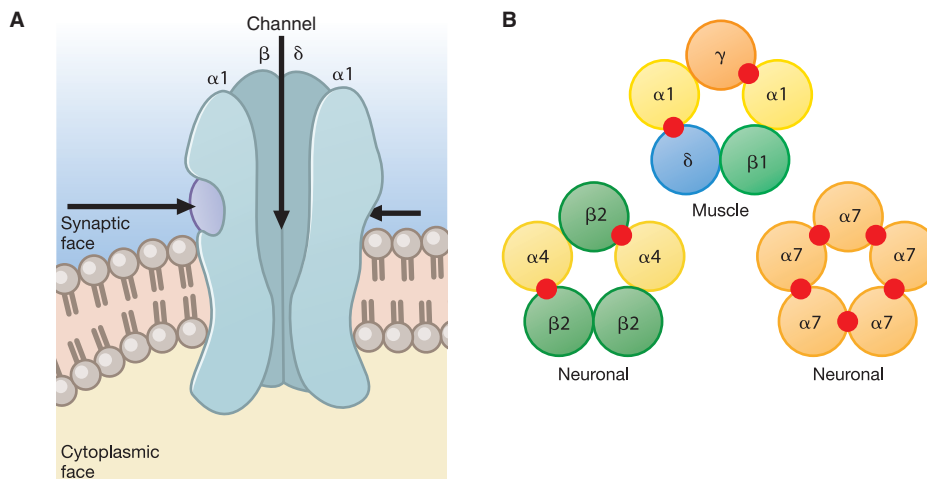 A
Channel
β
δ
α1
α1
Synaptic
face
Cytoplasmic
face
B
γ
α1
α1
δ
β1
Muscle
β2
α4
α4
β2
β2
Neuronal
α7
α7
α7
α7
α7
Neuronal